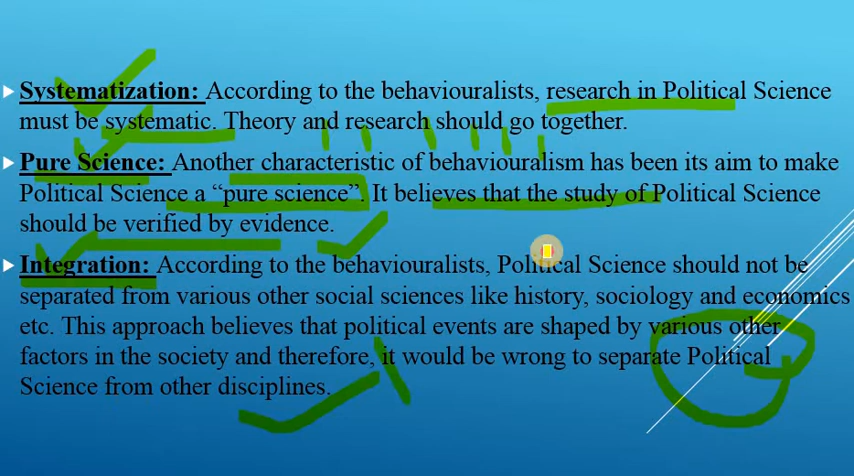 Systematization: According to the behaviouralists, research in Political Science
must be systematic. Theory and research should go together.
Pure Science: Another characteristic of behaviouralism has been its aim to make
Political Science a “pure science”. It believes that the study of Political Science
should be verified by evidence.
Integration: According to the behaviouralists, Political Science should not be
separated from various other social sciences like history, sociology and economics
etc. This approach believes that political events are shaped by various other
factors in the society and therefore, it would be wrong to separate Political
Science from other disciplines.